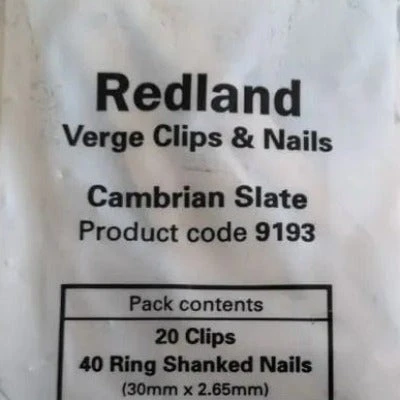 Redland
Verge Clips & Nails
Cambrian Slate
Product code 9193
Pack contents
20 Clips
40 Ring Shanked Nails
(30mm x 2.65mm)